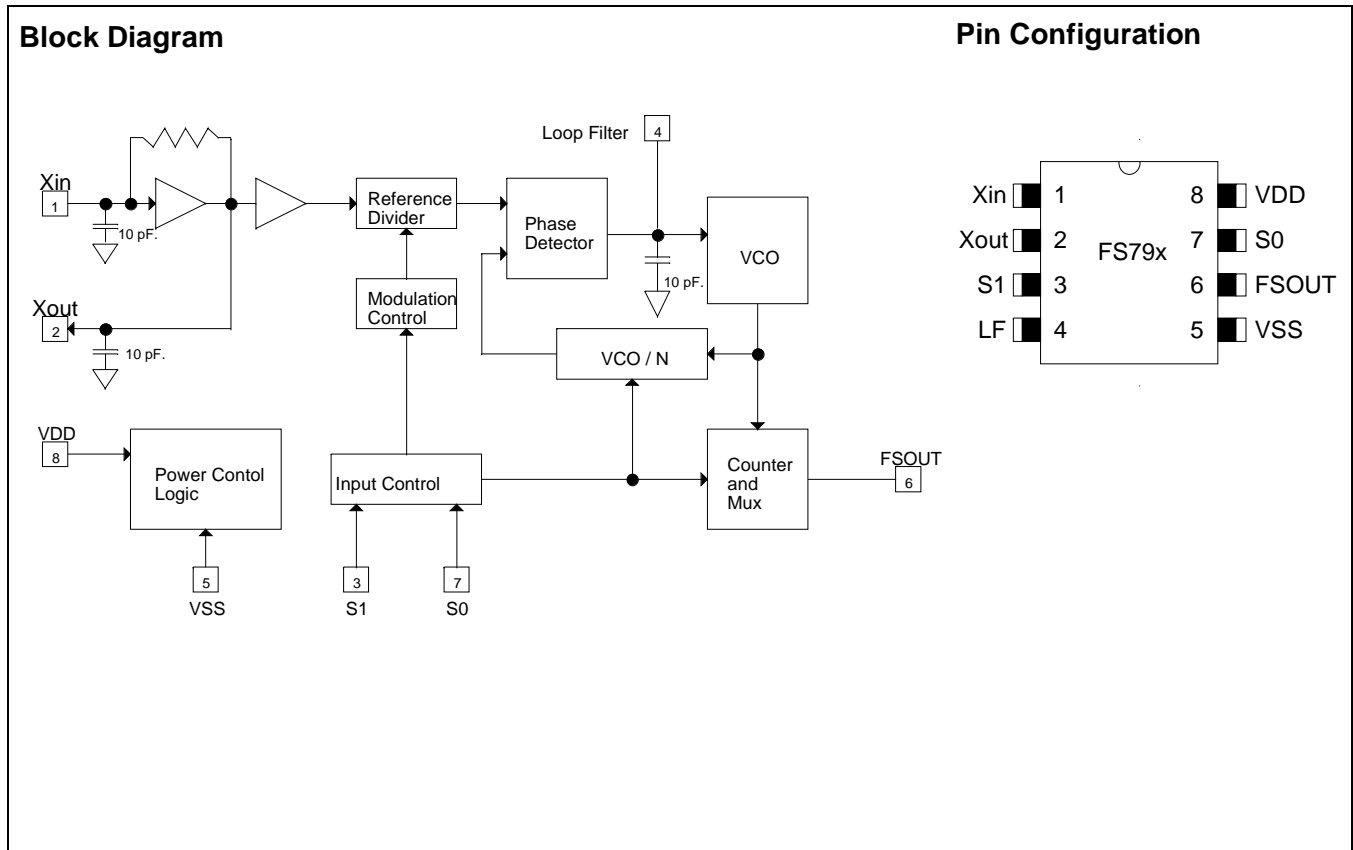 Block Diagram
Pin Configuration
Loop Filter
4
Xin
1
10 pF.
Reference
Divider
Phase
Detector
VCO
10 pF.
Modulation
Control
Xout
2
10 pF.
VCO / N
VDD
8
Power Contol
Logic
Input Control
Counter
and
Mux
FSOUT
6
5
VSS
3
S1
7
S0
Xin 1 8 VDD
Xout 2 7 S0
FS79x
S1 3 6 FSOUT
LF 4 5 VSS